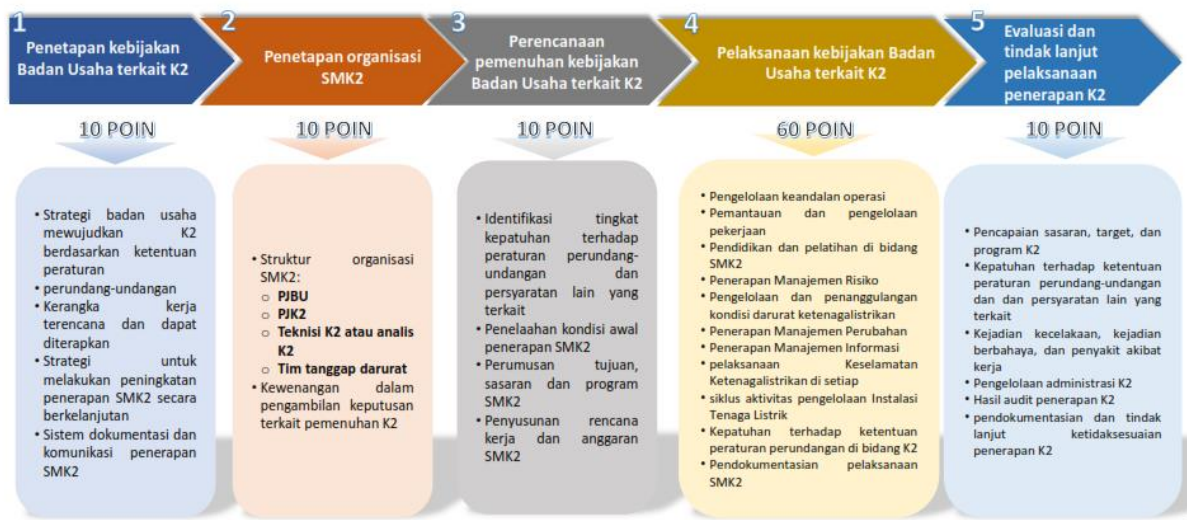 1
Penetapan kebijakan
Badan Usaha terkait K2
2
Penetapan organisasi
SMK2
3
Perencanaan
pemenuhan kebijakan
Badan Usaha terkait K2
4
Pelaksanaan kebijakan Badan
Usaha terkait K2
5
Evaluasi dan
tindak lanjut
pelaksanaan
penerapan K2
10 POIN
10 POIN
10 POIN
60 POIN
10 POIN
• Strategi badan usaha
mewujudkan K2
berdasarkan ketentuan
peraturan
• perundang-undangan
• Kerangka kerja
terencana dan dapat
diterapkan
• Strategi untuk
melakukan peningkatan
penerapan SMK2 secara
berkelanjutan
• Sistem dokumentasi dan
komunikasi penerapan
SMK2
• Struktur organisasi
SMK2:
o PJBU
o PJK2
o Teknisi K2 atau analis
K2
o Tim tanggap darurat
• Kewenangan dalam
pengambilan keputusan
terkait pemenuhan K2
• Identifikasi tingkat
kepatuhan terhadap
peraturan perundang-
undangan dan
persyaratan lain yang
terkait
• Penelaahan kondisi awal
penerapan SMK2
• Perumusan tujuan,
sasaran dan program
SMK2
• Penyusunan rencana
kerja dan anggaran
SMK2
• Pengelolaan keandalan operasi
• Pemantauan dan pengelolaan
pekerjaan
• Pendidikan dan pelatihan di bidang
SMK2
• Penerapan Manajemen Risiko
• Pengelolaan dan penanggulangan
kondisi darurat ketenagalistrikan
• Penerapan Manajemen Perubahan
• Penerapan Manajemen Informasi
• pelaksanaan Keselamatan
Ketenagalistrikan di setiap
• siklus aktivitas pengelolaan Instalasi
Tenaga Listrik
• Kepatuhan terhadap ketentuan
peraturan perundangan di bidang K2
• Pendokumentasian pelaksanaan
SMK2
• Pencapaian sasaran, target, dan
program K2
• Kepatuhan terhadap ketentuan
peraturan perundang-undangan
dan dan persyaratan lain yang
terkait
• Kejadian kecelakaan, kejadian
berbahaya, dan penyakit akibat
kerja
• Pengelolaan administrasi K2
• Hasil audit penerapan K2
• pendokumentasian dan tindak
lanjut ketidaksesuaian
penerapan K2